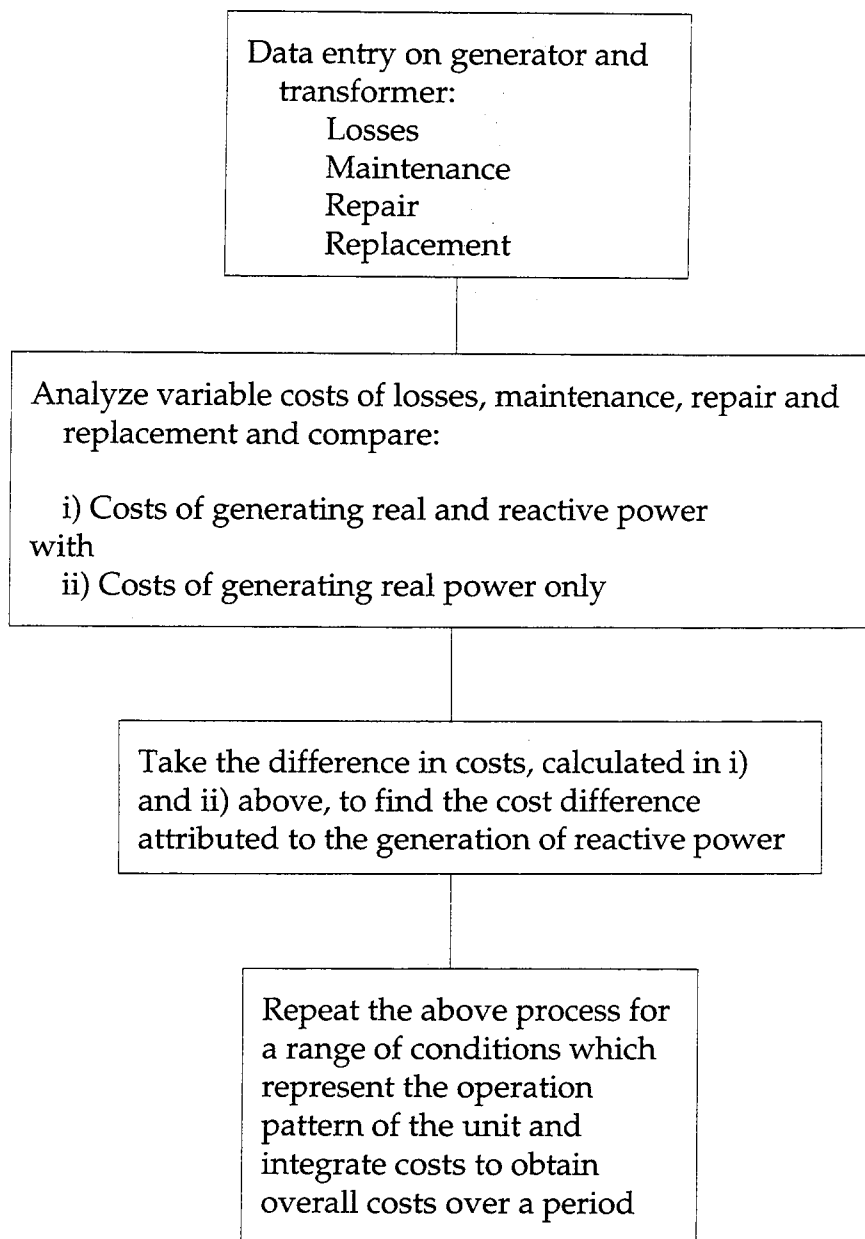 Data entry on generator and
transformer:
Losses
Maintenance
Repair
Replacement
Analyze variable costs of losses, maintenance, repair and
replacement and compare:
i) Costs of generating real and reactive power
with
ii) Costs of generating real power only
Take the difference in costs, calculated in i)
and ii) above, to find the cost difference
attributed to the generation of reactive power
Repeat the above process for
a range of conditions which
represent the operation
pattern of the unit and
integrate costs to obtain
overall costs over a period